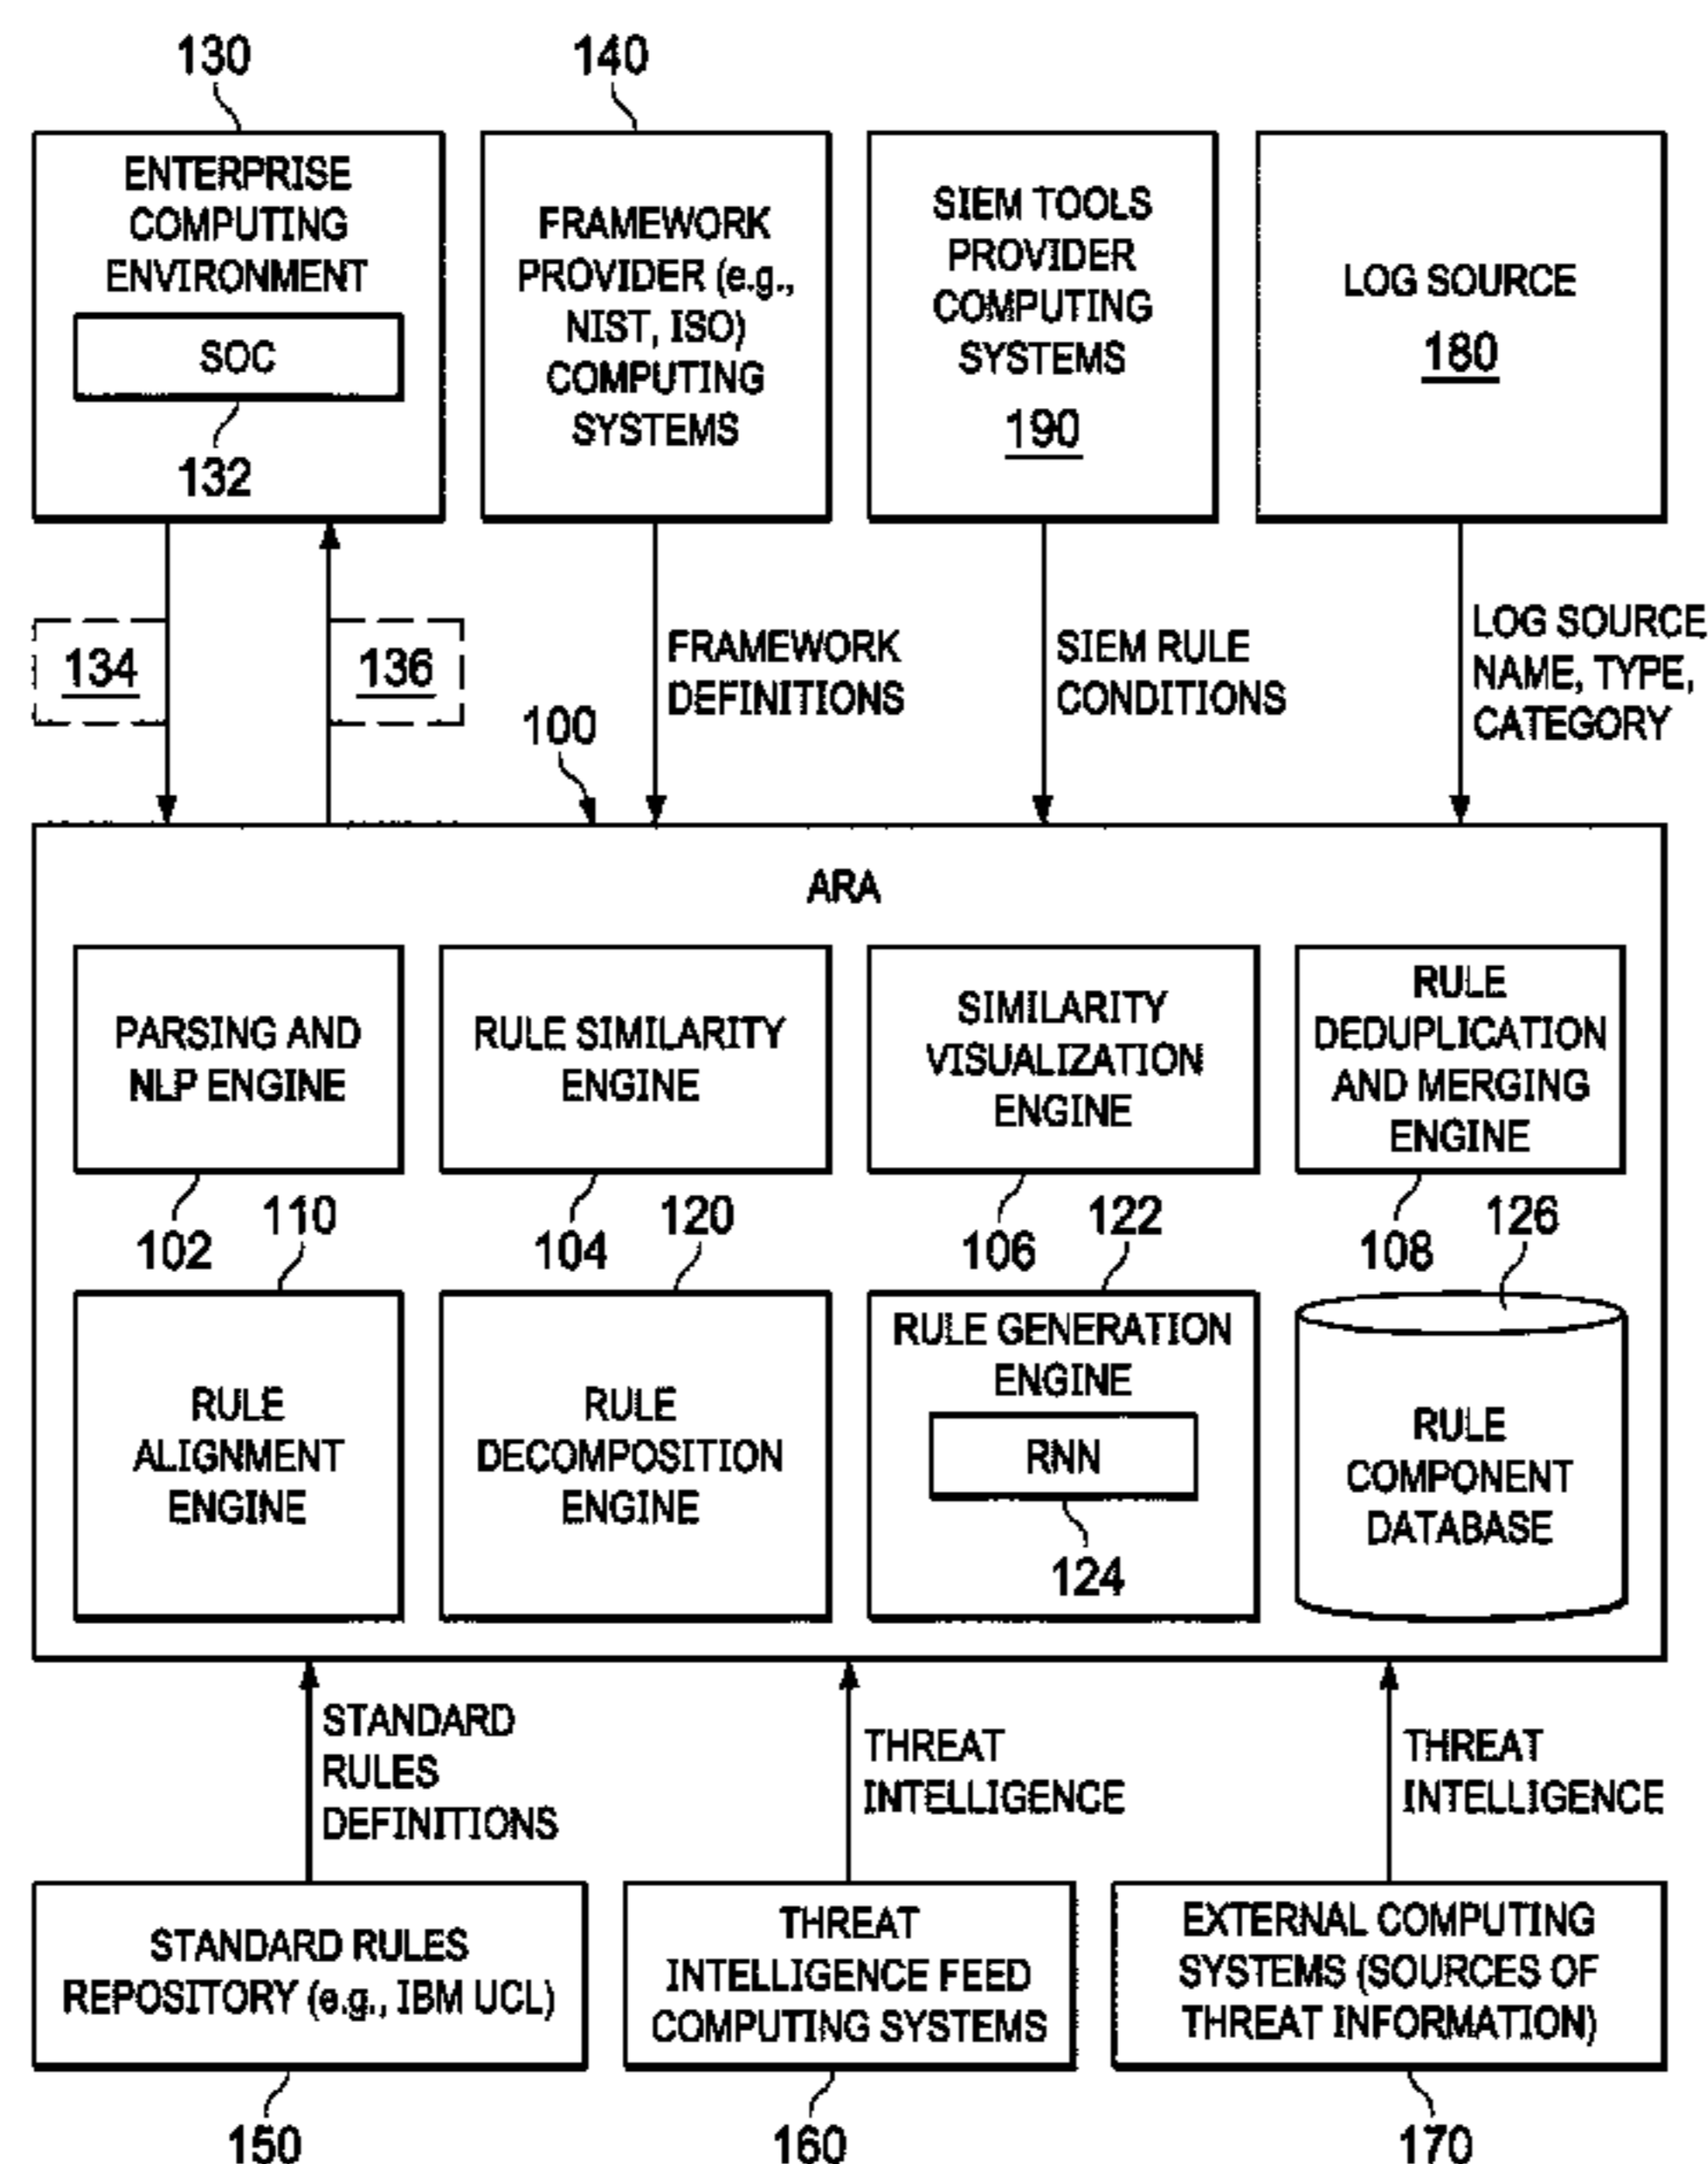 130
140
ENTERPRISE
COMPUTING
ENVIRONMENT
SOC
132
FRAMEWORK
PROVIDER (e.g.,
NIST, ISO)
COMPUTING
SYSTEMS
SIEM TOOLS
PROVIDER
COMPUTING
SYSTEMS
190
LOG SOURCE
180
134
136
FRAMEWORK
DEFINITIONS
SIEM RULE
CONDITIONS
LOG SOURCE
NAME, TYPE,
CATEGORY
100
ARA
PARSING AND
NLP ENGINE
102
RULE SIMILARITY
ENGINE
104
SIMILARITY
VISUALIZATION
ENGINE
106
RULE
DEDUPLICATION
AND MERGING
ENGINE
108
110
RULE
ALIGNMENT
ENGINE
120
RULE
DECOMPOSITION
ENGINE
122
RULE GENERATION
ENGINE
RNN
124
126
RULE
COMPONENT
DATABASE
STANDARD
RULES
DEFINITIONS
THREAT
INTELLIGENCE
THREAT
INTELLIGENCE
STANDARD RULES
REPOSITORY (e.g., IBM UCL)
150
THREAT
INTELLIGENCE FEED
COMPUTING SYSTEMS
160
EXTERNAL COMPUTING
SYSTEMS (SOURCES OF
THREAT INFORMATION)
170